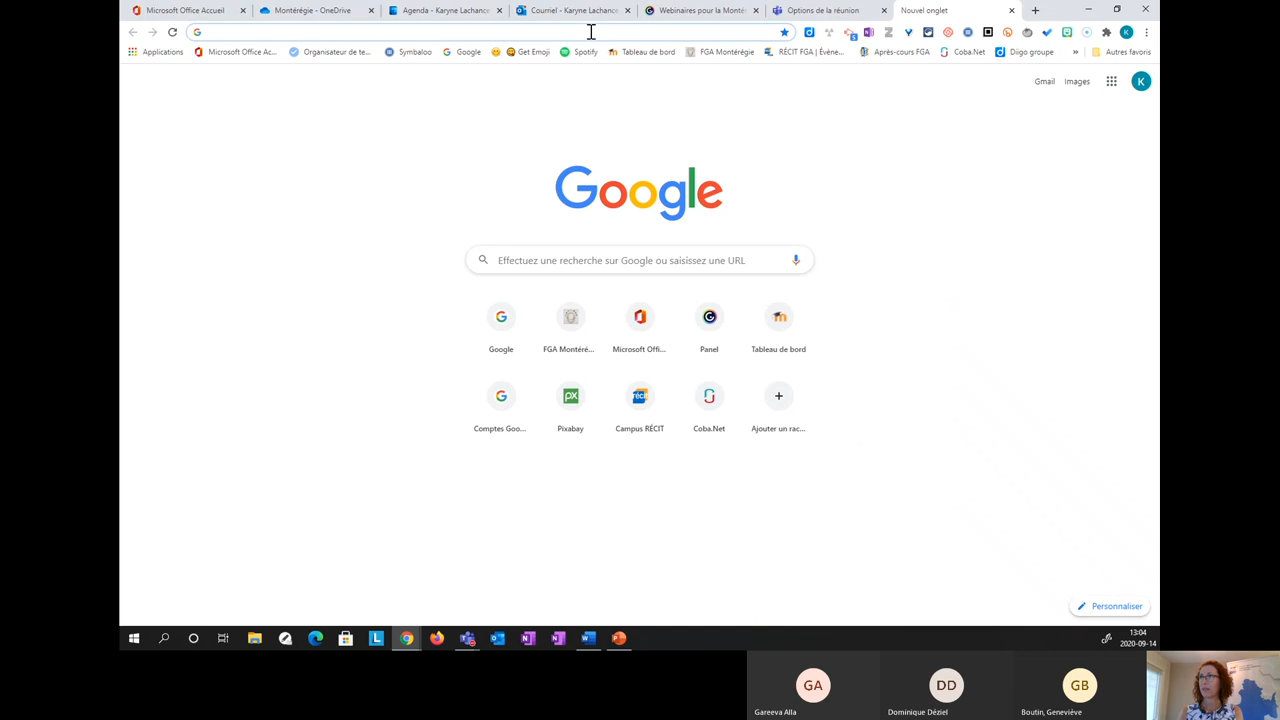 Microsoft Office Accueil
Montérégie - OneDrive
Agenda - Karyne Lachance
Courriel - Karyne Lachance
Webinaires pour la Monté
Options de la réunion
Nouvel onglet
Applications
Microsoft Office Ac...
Organisateur de te...
Symbaloo
Google
Get Emoji
Spotify
Tableau de bord
FGA Montérégie
RÉCIT FGA | Évène...
Après-cours FGA
Coba.Net
Diigo groupe
»
Autres favoris
K
Gmail
Images
K
Google
Effectuez une recherche sur Google ou saisissez une URL
Google
FGA Montéré...
Microsoft Offi...
Panel
Tableau de bord
Comptes Goo...
Pixabay
Campus RÉCIT
Coba.Net
Ajouter un rac...
px
récit
Personnaliser
13:04
2020-09-14
GA
DD
GB
Gareeva Alla
Dominique Déziel
Boutin, Geneviève